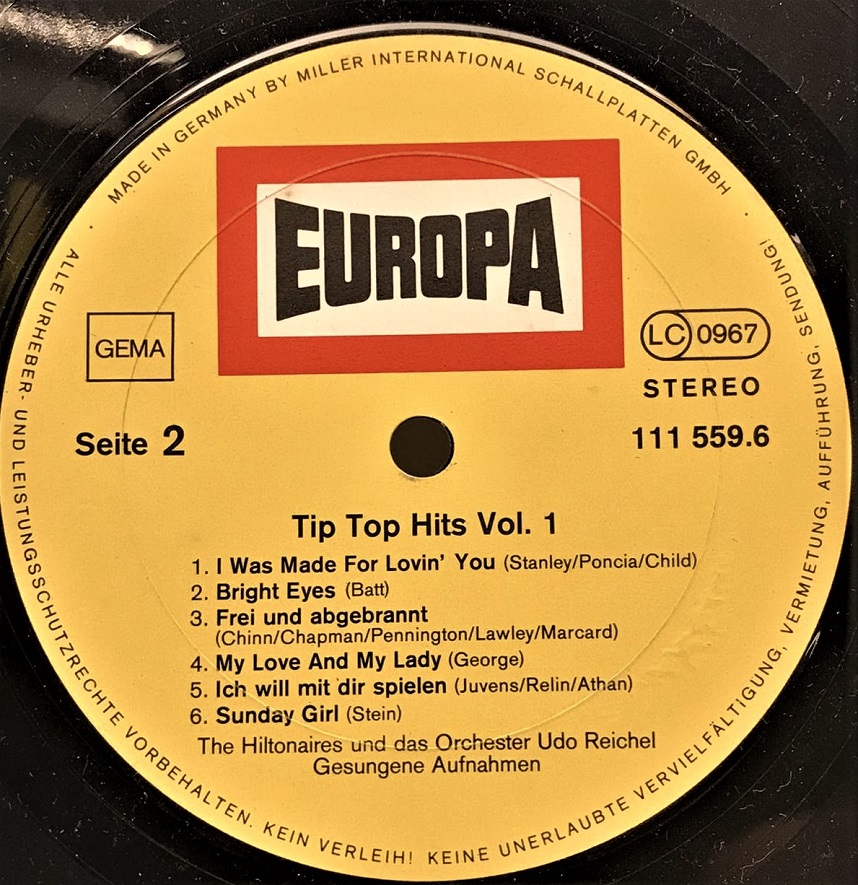 MADE IN GERMANY BY MILLER INTERNATIONAL SCHALLPLATTEN GMBH
EUROPA
GEMA
LC 0967
STEREO
Seite 2
111 559.6
Tip Top Hits Vol. 1
1. I Was Made For Lovin' You (Stanley/Poncia/Child)
2. Bright Eyes (Batt)
3. Frei und abgebrannt
(Chinn/Chapman/Pennington/Lawley/Marcard)
4. My Love And My Lady (George)
5. Ich will mit dir spielen (Juvens/Relin/Athan)
6. Sunday Girl (Stein)
The Hiltonaires und das Orchester Udo Reichel
Gesungene Aufnahmen
· ALLE URHEBER- UND LEISTUNGSSCHUTZRECHTE VORBEHALTEN. KEIN VERLEIH! KEINE UNERLAUBTE VERVIELFÄLTIGUNG, VERMIETUNG, AUFFÜHRUNG, SENDUNG! ·